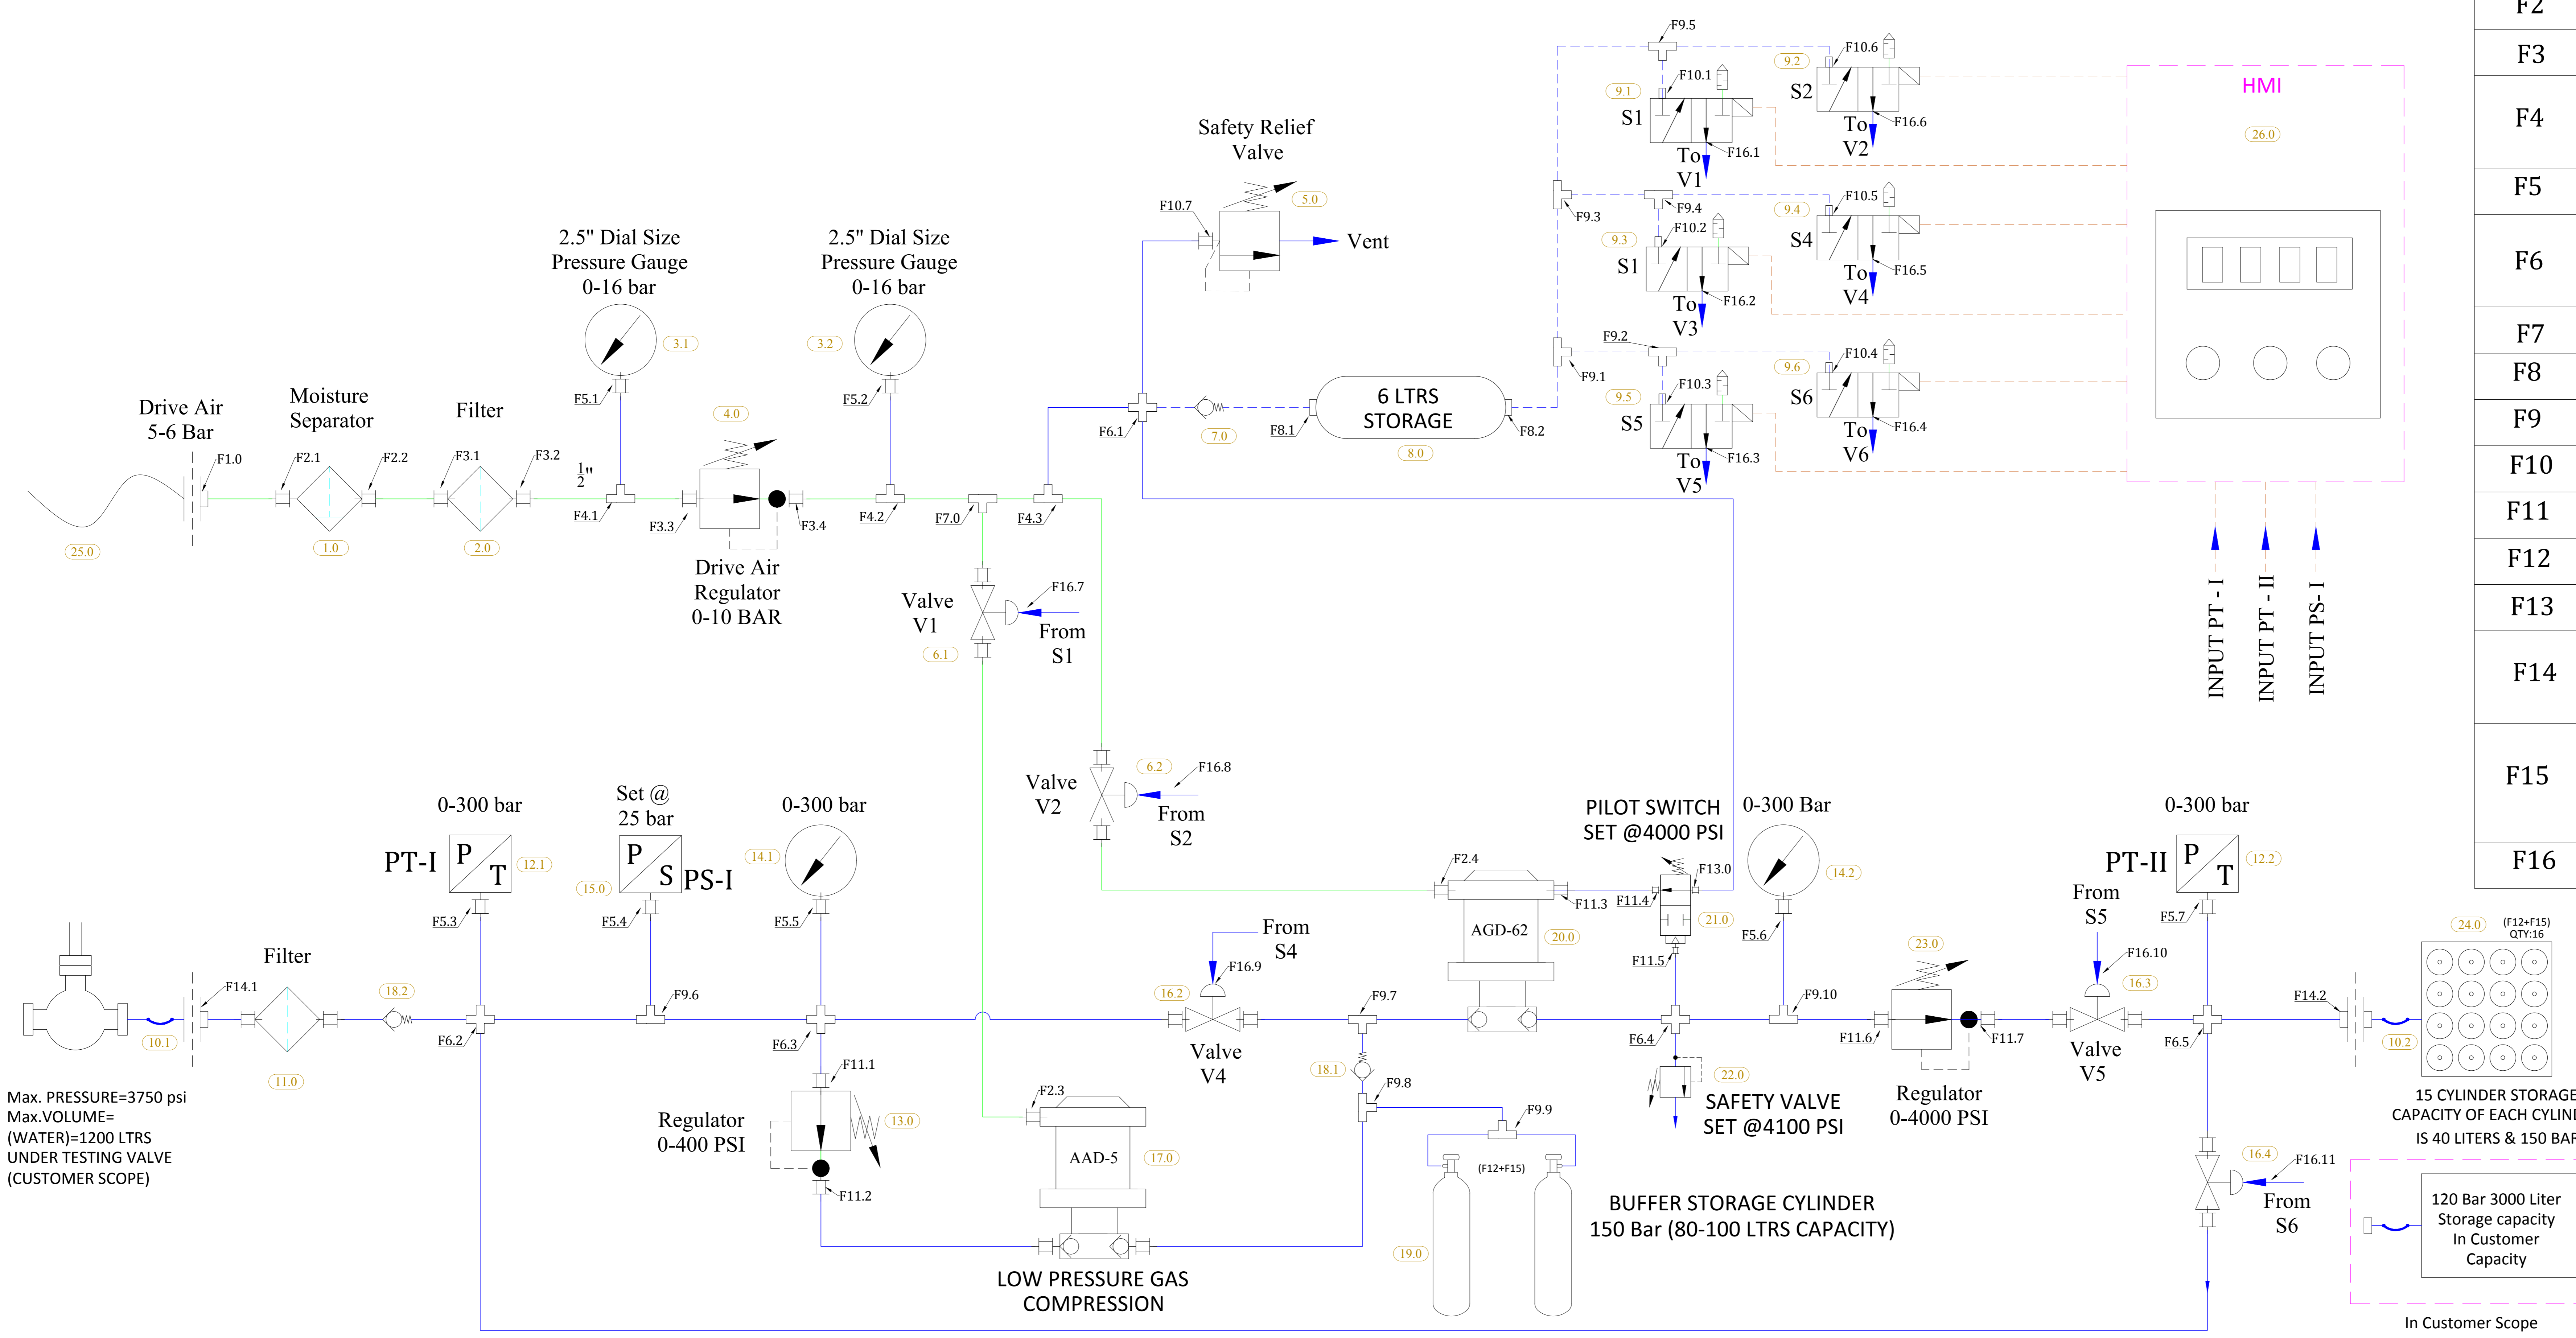 F2
F3
F4
F5
F6
F7
F8
F9
F10
F11
F12
F13
F14
F15
F16
F9.5
9.2
F10.6
S2
To
V2
F16.6
9.1
F10.1
S1
To
V1
F16.1
HMI
26.0
F9.3
F9.4
9.4
F10.5
S4
To
V4
F16.5
9.3
F10.2
S1
To
V3
F16.2
F9.2
F9.1
9.6
F10.4
S6
To
V6
F16.4
9.5
F10.3
S5
To
V5
F16.3
INPUT PT - I
INPUT PT - II
INPUT PS- I
Safety Relief
Valve
5.0
F10.7
Vent
2.5" Dial Size
Pressure Gauge
0-16 bar
3.1
F5.1
2.5" Dial Size
Pressure Gauge
0-16 bar
3.2
F5.2
Drive Air
5-6 Bar
F1.0
25.0
Moisture
Separator
F2.1
F2.2
1.0
Filter
F3.1
F3.2
2.0
1/2"
F4.1
4.0
F3.3
F3.4
Drive Air
Regulator
0-10 BAR
F4.2
F7.0
F4.3
F6.1
7.0
F8.1
6 LTRS
STORAGE
F8.2
8.0
Valve
V1
6.1
F16.7
From
S1
Valve
V2
6.2
F16.8
From
S2
0-300 bar
PT-I
P
T
12.1
F5.3
Set @
25 bar
15.0
P
S
PS-I
F5.4
0-300 bar
14.1
F5.5
PILOT SWITCH
SET @4000 PSI
F13.0
F11.3
F11.4
21.0
F11.5
F2.4
AGD-62
20.0
0-300 Bar
14.2
F5.6
0-300 bar
PT-II
P
T
12.2
F5.7
From
S5
F16.10
16.3
23.0
24.0
(F12+F15)
QTY:16
From
S4
F16.9
16.2
Valve
V4
F9.7
F6.4
F9.10
F11.6
F11.7
Regulator
0-4000 PSI
Valve
V5
F6.5
F14.2
10.2
Filter
F14.1
10.1
11.0
18.2
F6.2
F9.6
F6.3
Max. PRESSURE=3750 psi
Max.VOLUME=
(WATER)=1200 LTRS
UNDER TESTING VALVE
(CUSTOMER SCOPE)
F11.1
Regulator
0-400 PSI
13.0
F11.2
F2.3
AAD-5
17.0
LOW PRESSURE GAS
COMPRESSION
18.1
F9.8
F9.9
(F12+F15)
19.0
22.0
SAFETY VALVE
SET @4100 PSI
BUFFER STORAGE CYLINDER
150 Bar (80-100 LTRS CAPACITY)
15 CYLINDER STORAGE
CAPACITY OF EACH
IS 40 LITERS & 150 BAR
16.4
F16.11
From
S6
120 Bar 3000 Liter
Storage capacity
In Customer
Capacity
In Customer Scope